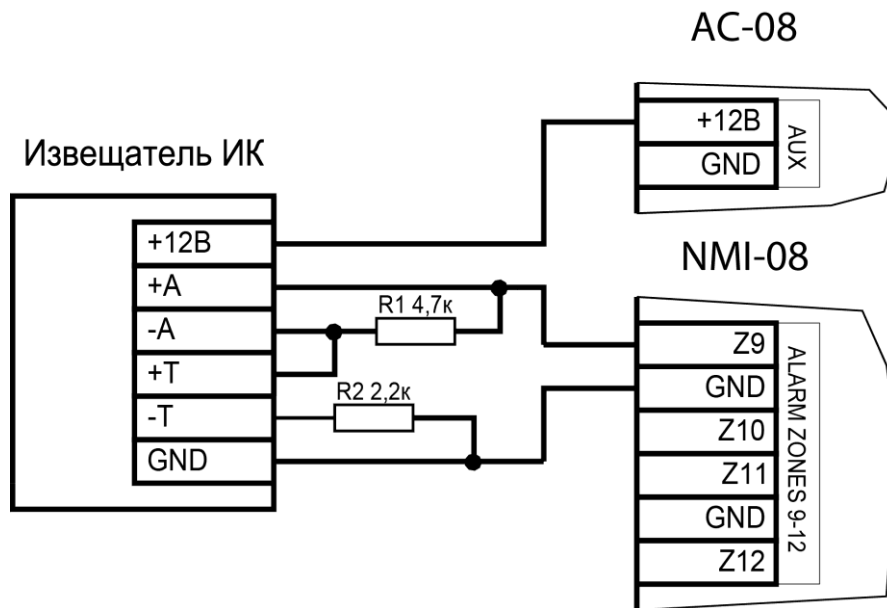 AC-08
+12В
GND
AUX
Извещатель ИК
+12В
+А
-А
+Т
-Т
GND
R1 4,7к
R2 2,2к
NMI-08
Z9
GND
Z10
Z11
GND
Z12
ALARM ZONES 9-12